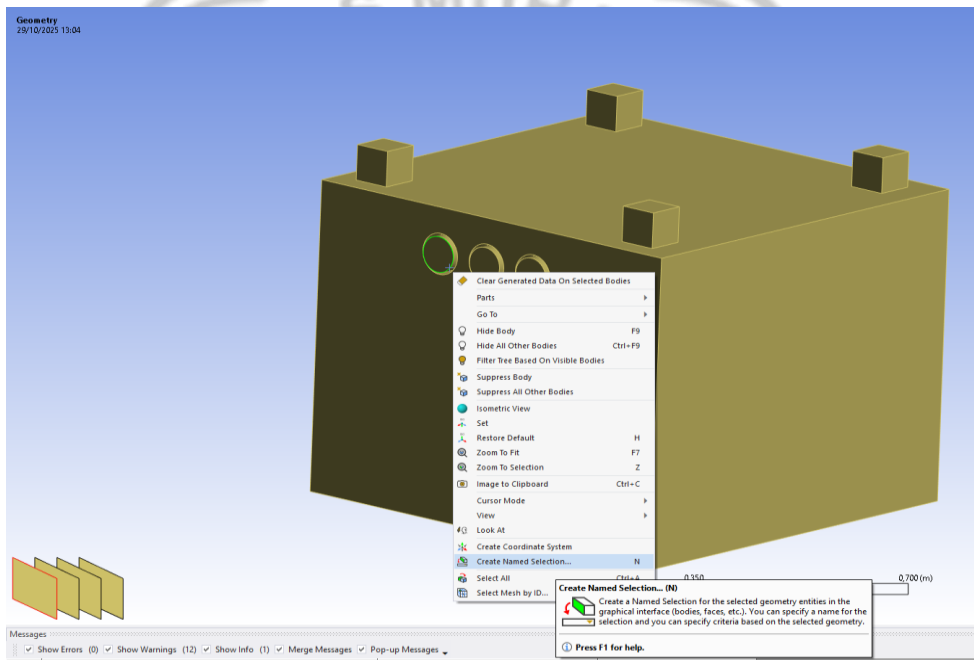 Geometry
29/10/2025 13:04
Clear Generated Data On Selected Bodies
Parts
Go To
Hide Body F9
Hide All Other Bodies Ctrl+F9
Filter Tree Based On Visible Bodies
Suppress Body
Suppress All Other Bodies
Isometric View
Set
Restore Default H
Zoom To Fit F7
Zoom To Selection Z
Image to Clipboard Ctrl+C
Cursor Mode
View
Look At
Create Coordinate System
Create Named Selection... N
Select All Ctrl+A
Select Mesh by ID...
0,350 0,700 (m)
Create Named Selection... (N)
Create a Named Selection for the selected geometry entities in the
graphical interface (bodies, faces, etc.). You can specify a name for the
selection and you can specify criteria based on the selected geometry.
Press F1 for help.
Messages
Show Errors (0) Show Warnings (12) Show Info (1) Merge Messages Pop-up Messages